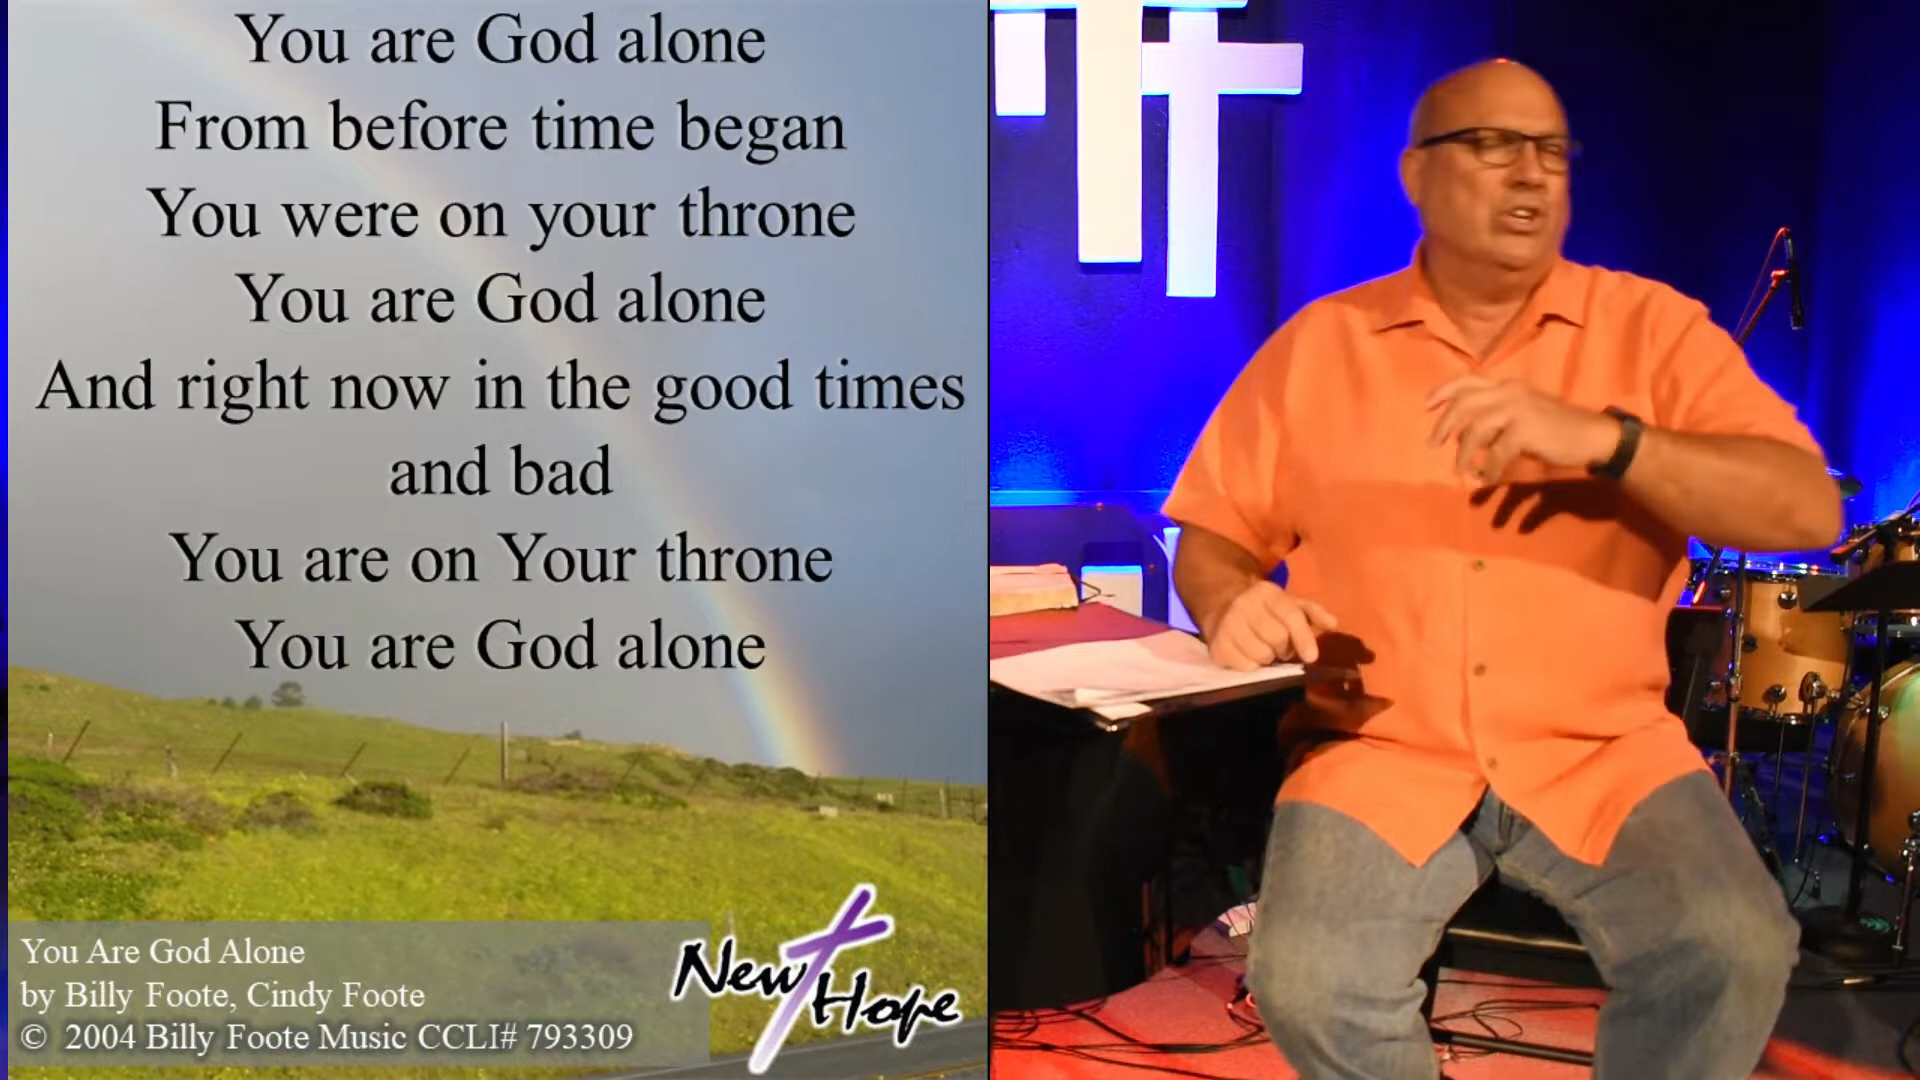 You are God alone
From before time began
You were on your throne
You are God alone
And right now in the good times
and bad
You are on Your throne
You are God alone
You Are God Alone
by Billy Foote, Cindy Foote
© 2004 Billy Foote Music CCLI# 793309
New Hope